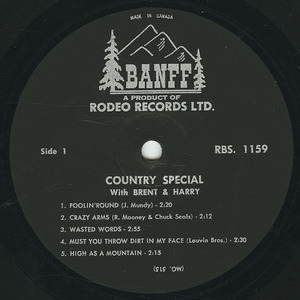 MADE IN CANADA
BANFF
A PRODUCT OF
RODEO RECORDS LTD.
Side 1
RBS. 1159
COUNTRY SPECIAL
With BRENT & HARRY
1. FOOLIN'ROUND (J. Mundy) - 2:20
2. CRAZY ARMS (R. Mooney & Chuck Seals) - 2:12
3. WASTED WORDS - 2:55
4. MUST YOU THROW DIRT IN MY FACE (Louvin Bros.) - 2:30
5. HIGH AS A MOUNTAIN - 2:15
(MO. 515)